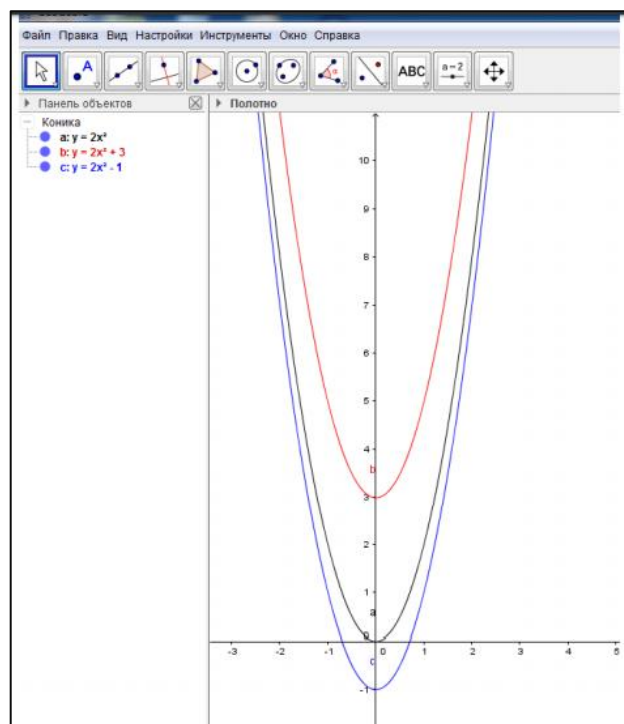 Файл Правка Вид Настройки Инструменты Окно Справка
A
α
ABC
a=2
Панель объектов
Полотно
Коника
a: y = 2x²
b: y = 2x² + 3
c: y = 2x² - 1
10
9
8
7
6
5
4
b
3
2
1
a
0
-3 -2 -1 0 1 2 3 4 5
c
-1